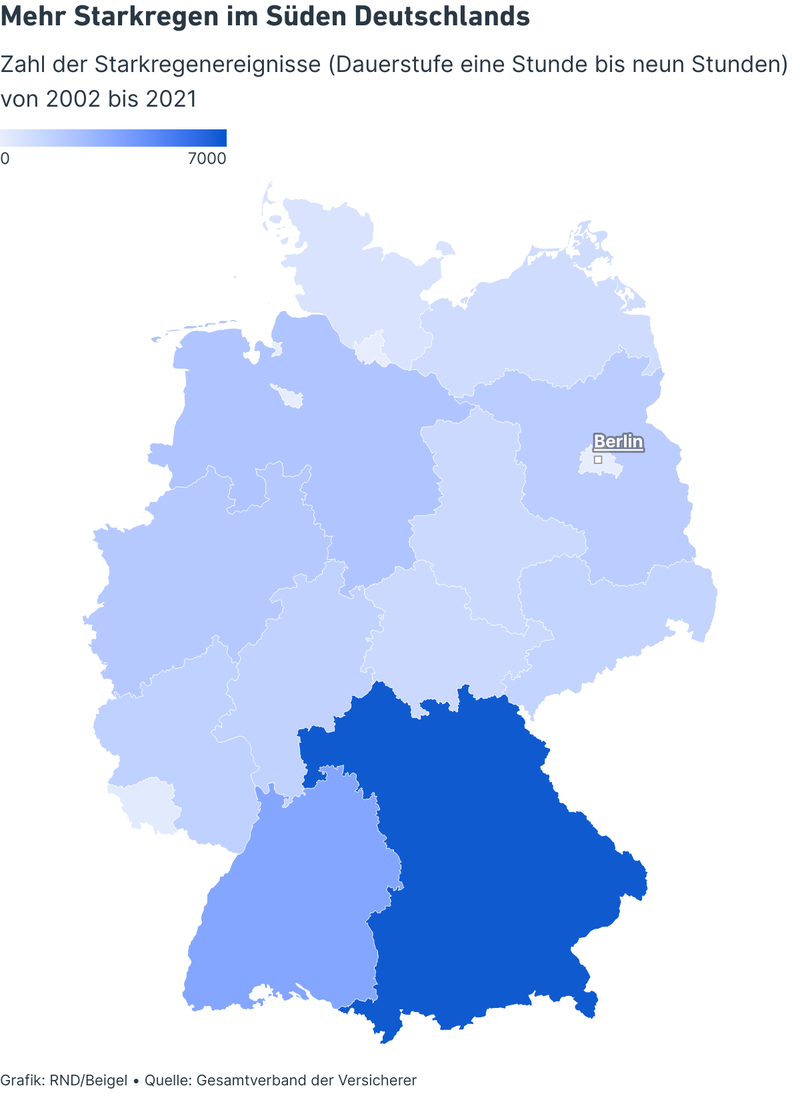 Mehr Starkregen im Süden Deutschlands
Zahl der Starkregenereignisse (Dauerstufe eine Stunde bis neun Stunden)
von 2002 bis 2021
0 7000
Berlin
Grafik: RND/Beigel • Quelle: Gesamtverband der Versicherer